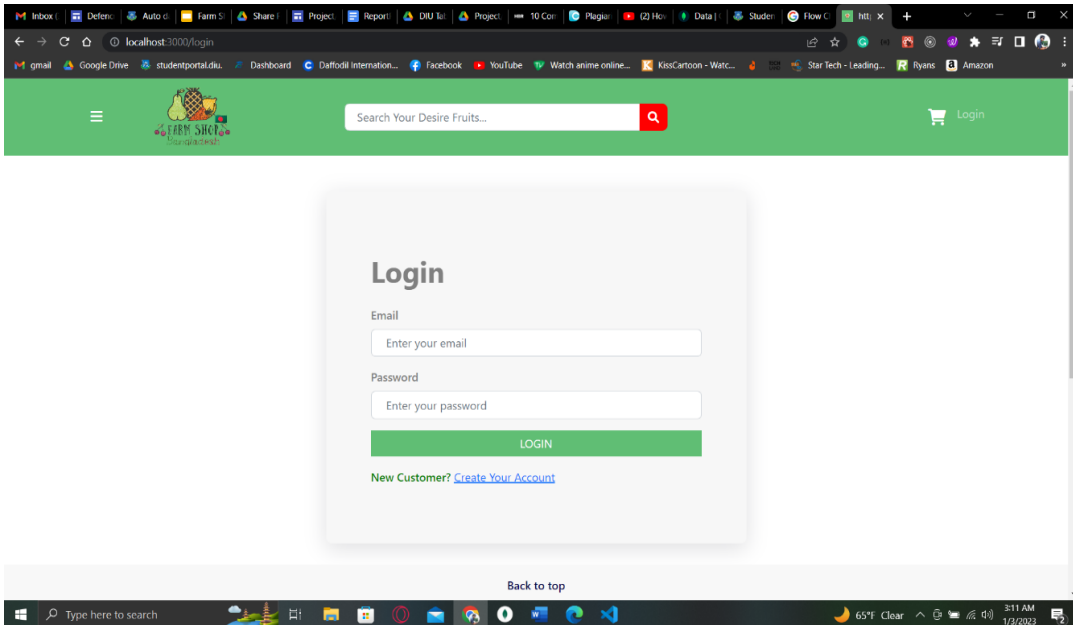 Inbox (
Defenc
Auto d
Farm S
Share F
Project
Reporti
DIU Tal
Project
10 Con
Plagiar
(2) Hov
Data | (
Studen
Flow C
http
localhost:3000/login
gmail
Google Drive
studentportal.diu.
Dashboard
Daffodil Internation...
Facebook
YouTube
Watch anime online...
KissCartoon - Watc...
Star Tech - Leading...
Ryans
Amazon
FARM SHOP
Bangladesh
Search Your Desire Fruits...
Login
Login
Email
Enter your email
Password
Enter your password
LOGIN
New Customer? Create Your Account
Back to top
Type here to search
65°F Clear
3:11 AM
1/3/2023